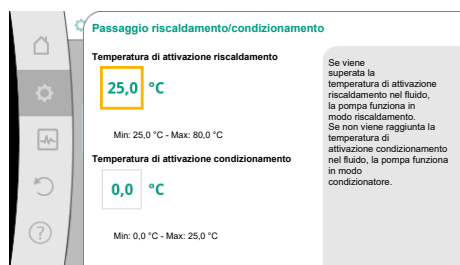 Passaggio riscaldamento/condizionamento
Temperatura di attivazione riscaldamento
25,0 °C
Min: 25,0 °C - Max: 80,0 °C
Temperatura di attivazione condizionamento
0,0 °C
Min: 0,0 °C - Max: 25,0 °C
Se viene
superata la
temperatura di attivazione
riscaldamento nel fluido,
la pompa funziona in
modo riscaldamento.
Se non viene raggiunta la
temperatura di
attivazione condizionamento
nel fluido, la pompa funziona
in modo
condizionatore.